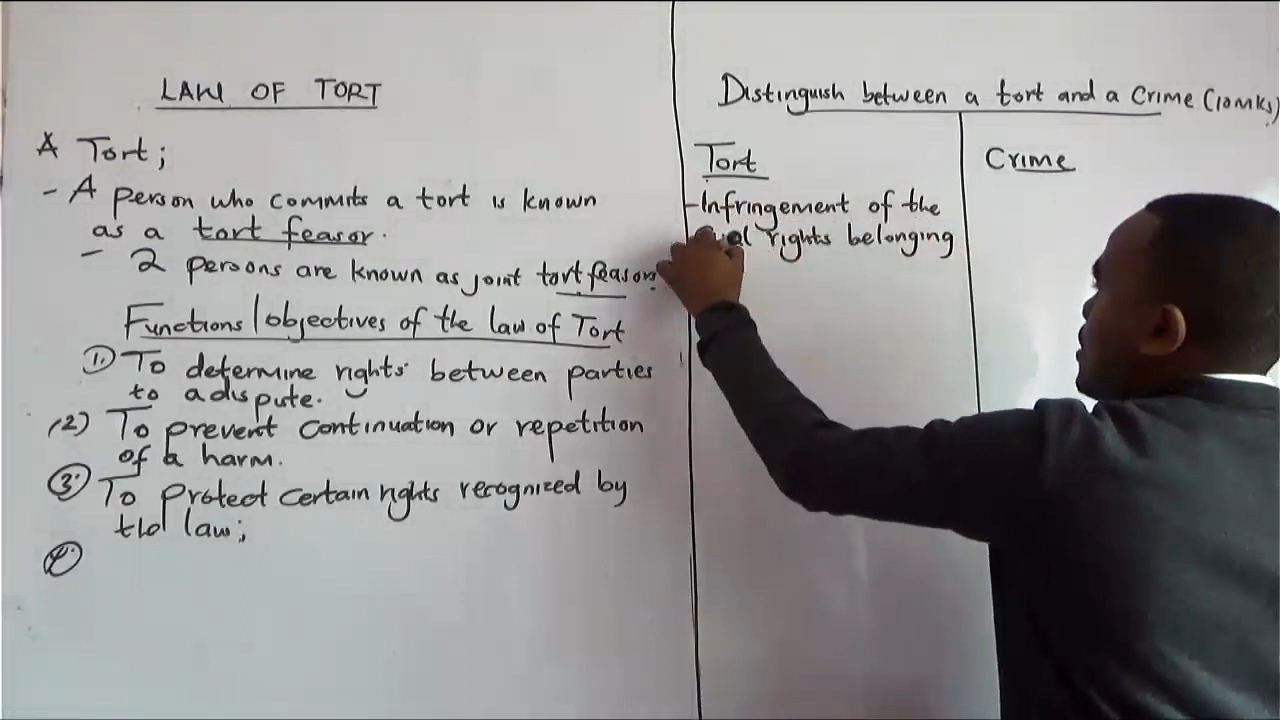 LAW OF TORT
A Tort;
- A person who commits a tort is known
as a tort feasor.
- 2 persons are known as joint tort feasors
Functions/objectives of the law of Tort
1. To determine rights between parties
to a dispute.
(2) To prevent continuation or repetition
of a harm.
3. To protect certain rights recognized by
the law;
Distinguish between a tort and a Crime (10mks)
Tort
- Infringement of the
rights belonging
Crime